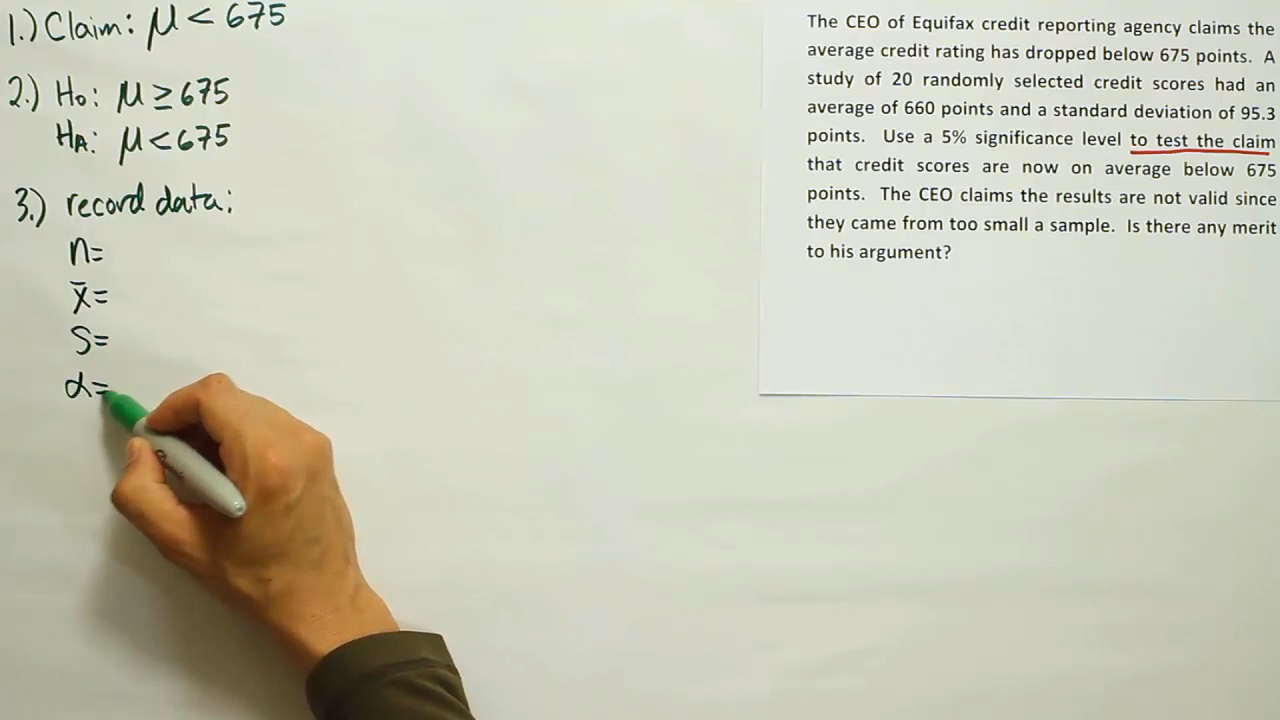 1.) Claim: μ < 675
2.) H₀: μ ≥ 675
Hₐ: μ < 675
3.) record data:
n=
x̄=
S=
α=
The CEO of Equifax credit reporting agency claims the
average credit rating has dropped below 675 points. A
study of 20 randomly selected credit scores had an
average of 660 points and a standard deviation of 95.3
points. Use a 5% significance level to test the claim
that credit scores are now on average below 675
points. The CEO claims the results are not valid since
they came from too small a sample. Is there any merit
to his argument?